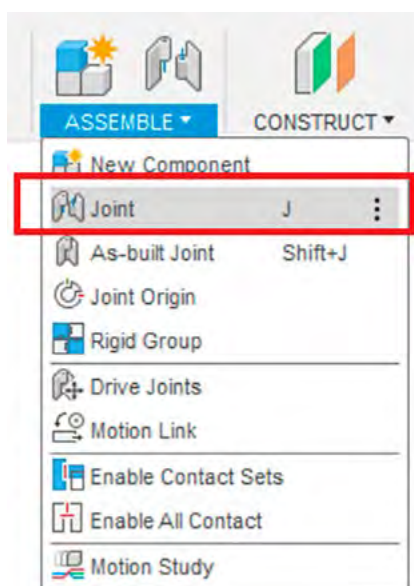 ASSEMBLE CONSTRUCT
New Component
Joint J
As-built Joint Shift+J
Joint Origin
Rigid Group
Drive Joints
Motion Link
Enable Contact Sets
Enable All Contact
Motion Study